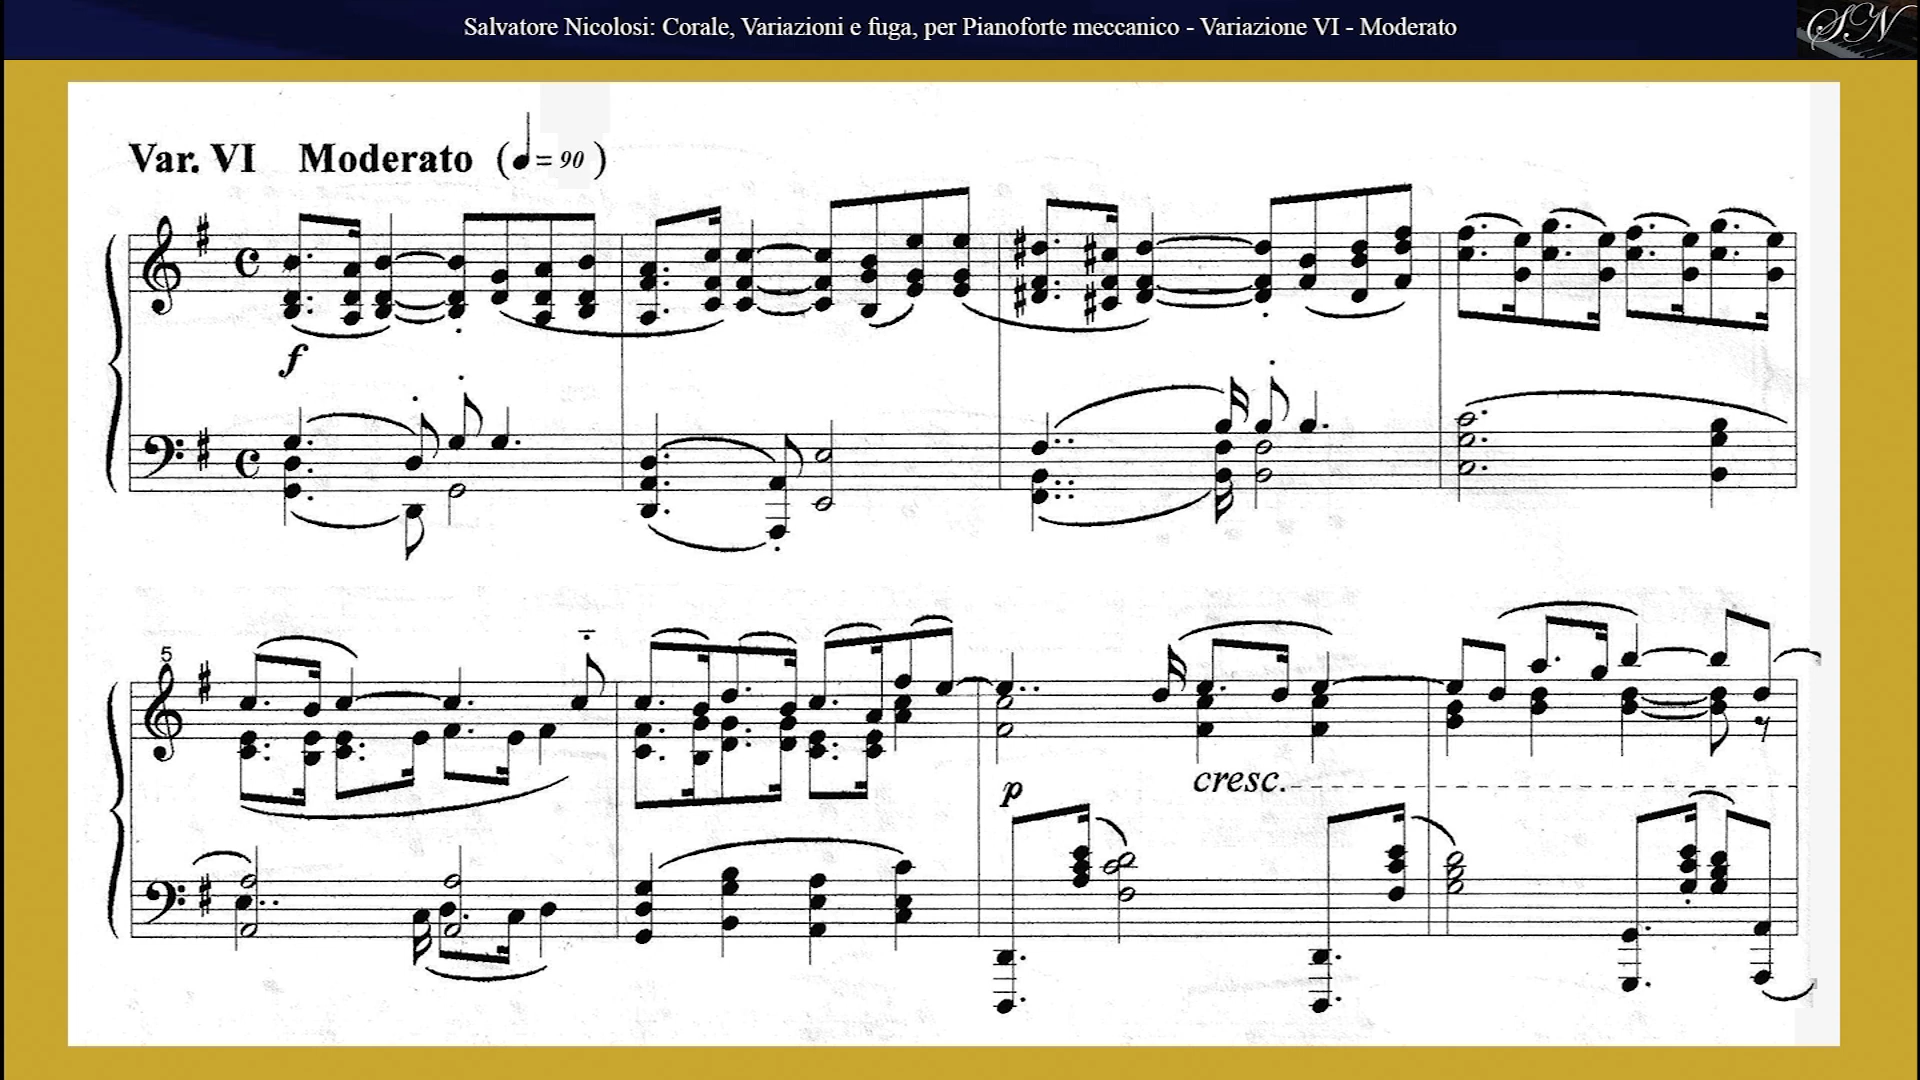 Salvatore Nicolosi: Corale, Variazioni e fuga, per Pianoforte meccanico - Variazione VI - Moderato
SN
Var. VI Moderato (♩= 90 )
f
5
p
cresc.